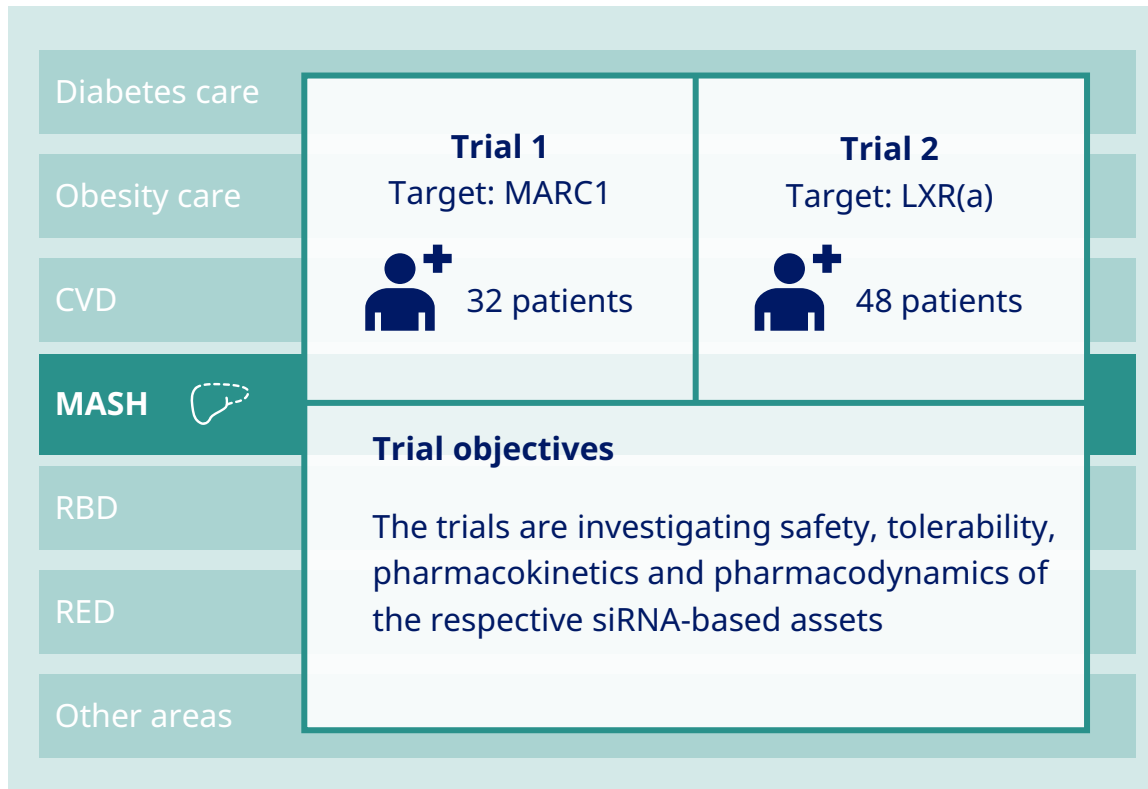 Diabetes care
Obesity care
CVD
MASH
RBD
RED
Other areas
Trial 1
Target: MARC1
32 patients
Trial 2
Target: LXR(a)
48 patients
Trial objectives
The trials are investigating safety, tolerability,
pharmacokinetics and pharmacodynamics of
the respective siRNA-based assets